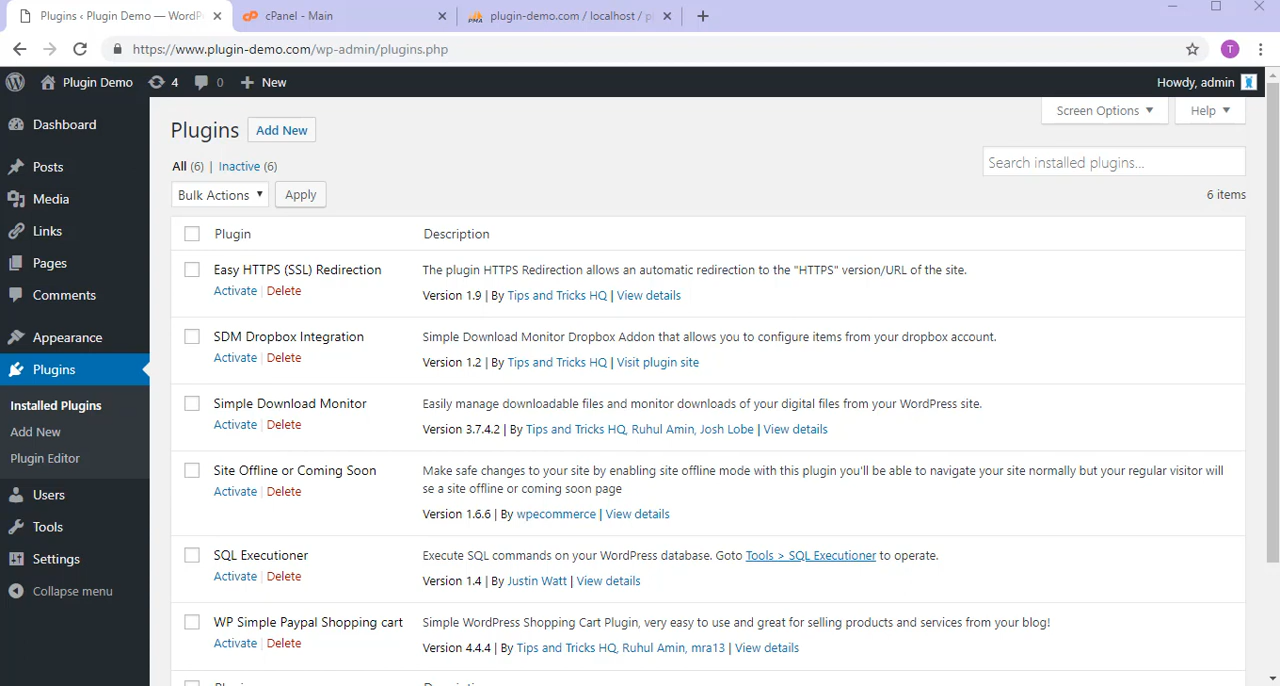 Plugins ‹ Plugin Demo — WordPr
cPanel - Main
plugin-demo.com / localhost / p
https://www.plugin-demo.com/wp-admin/plugins.php
T
Plugin Demo 4 0 New
Howdy, admin
Dashboard
Posts
Media
Links
Pages
Comments
Appearance
Plugins
Installed Plugins
Add New
Plugin Editor
Users
Tools
Settings
Collapse menu
Screen Options
Help
Plugins Add New
All (6) | Inactive (6)
Search installed plugins...
Bulk Actions Apply
6 items
Plugin Description
Easy HTTPS (SSL) Redirection
Activate | Delete
The plugin HTTPS Redirection allows an automatic redirection to the "HTTPS" version/URL of the site.
Version 1.9 | By Tips and Tricks HQ | View details
SDM Dropbox Integration
Activate | Delete
Simple Download Monitor Dropbox Addon that allows you to configure items from your dropbox account.
Version 1.2 | By Tips and Tricks HQ | Visit plugin site
Simple Download Monitor
Activate | Delete
Easily manage downloadable files and monitor downloads of your digital files from your WordPress site.
Version 3.7.4.2 | By Tips and Tricks HQ, Ruhul Amin, Josh Lobe | View details
Site Offline or Coming Soon
Activate | Delete
Make safe changes to your site by enabling site offline mode with this plugin you'll be able to navigate your site normally but your regular visitor will
se a site offline or coming soon page
Version 1.6.6 | By wpecommerce | View details
SQL Executioner
Activate | Delete
Execute SQL commands on your WordPress database. Goto Tools > SQL Executioner to operate.
Version 1.4 | By Justin Watt | View details
WP Simple Paypal Shopping cart
Activate | Delete
Simple WordPress Shopping Cart Plugin, very easy to use and great for selling products and services from your blog!
Version 4.4.4 | By Tips and Tricks HQ, Ruhul Amin, mra13 | View details